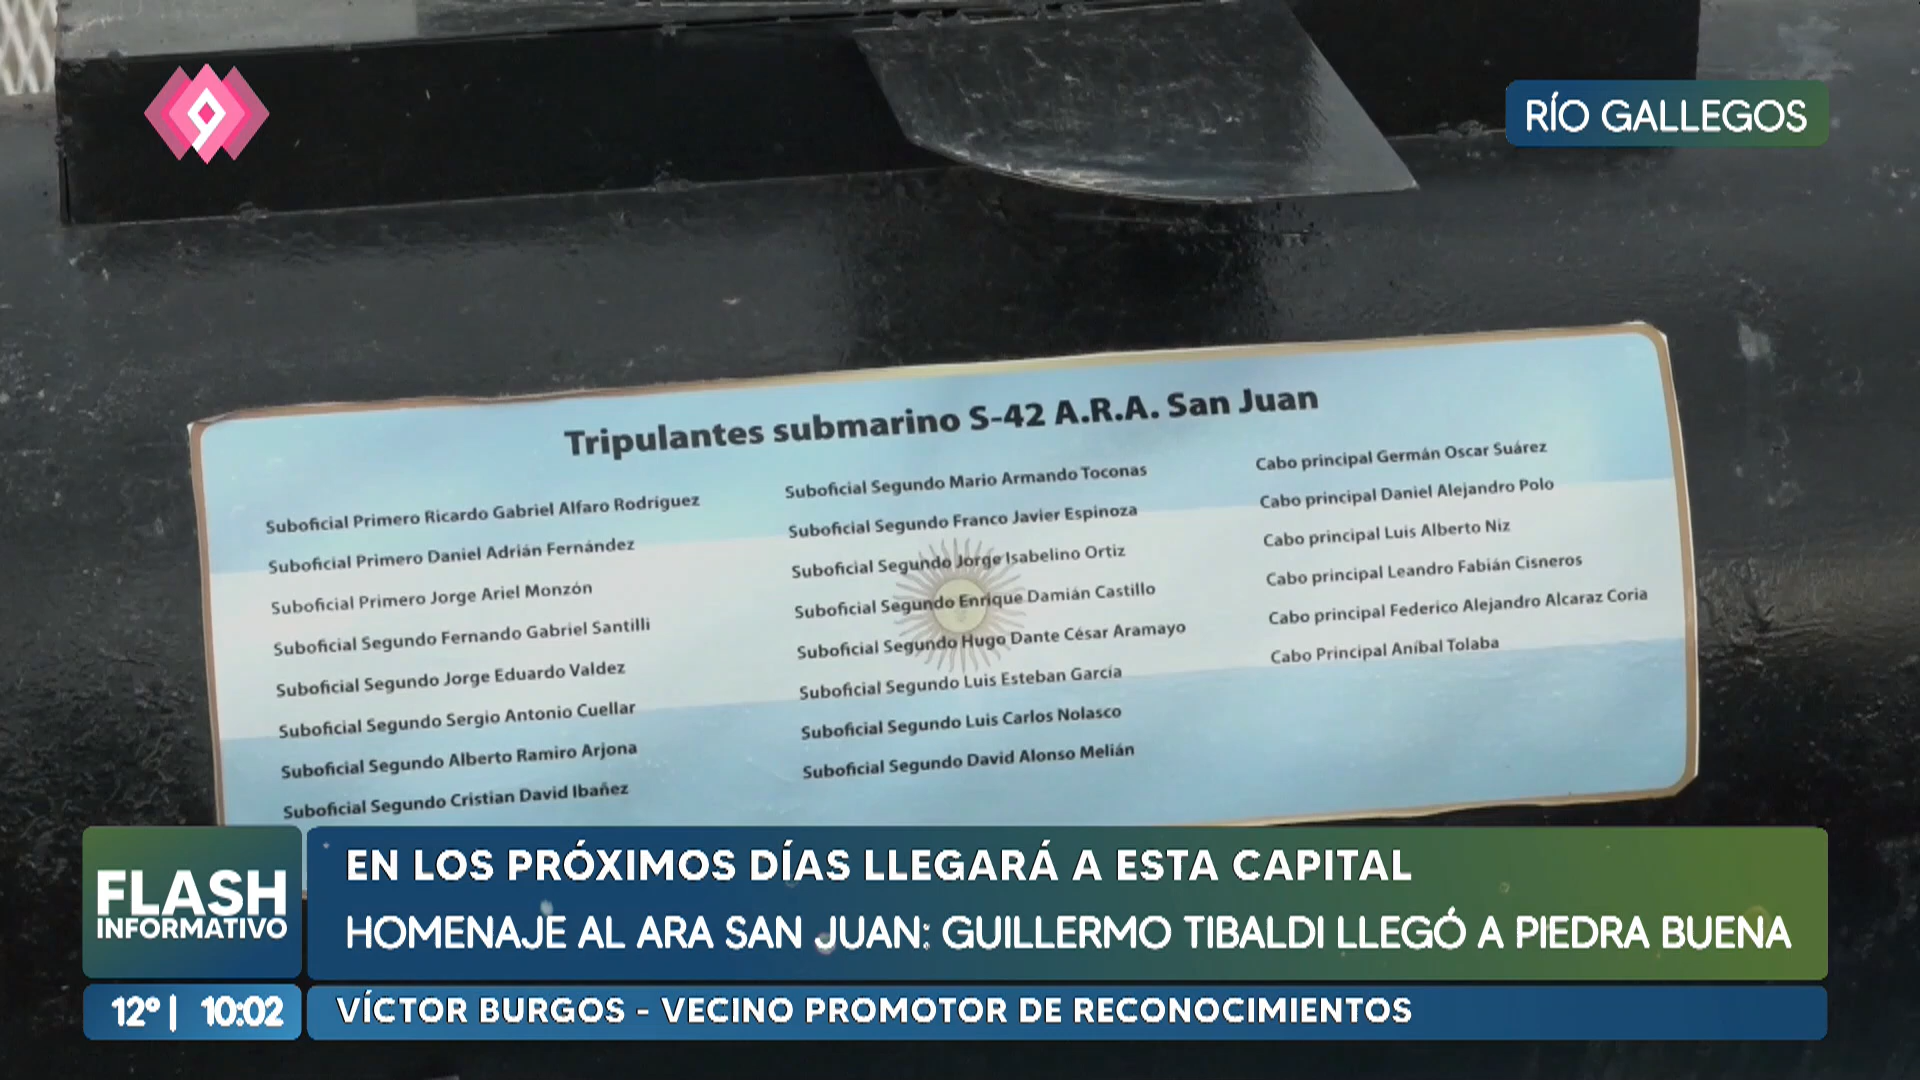 9
RÍO GALLEGOS
Tripulantes submarino S-42 A.R.A. San Juan
Suboficial Primero Ricardo Gabriel Alfaro Rodríguez
Suboficial Primero Daniel Adrián Fernández
Suboficial Primero Jorge Ariel Monzón
Suboficial Segundo Fernando Gabriel Santilli
Suboficial Segundo Jorge Eduardo Valdez
Suboficial Segundo Sergio Antonio Cuellar
Suboficial Segundo Alberto Ramiro Arjona
Suboficial Segundo Cristian David Ibañez
Suboficial Segundo Mario Armando Toconas
Suboficial Segundo Franco Javier Espinoza
Suboficial Segundo Jorge Isabelino Ortiz
Suboficial Segundo Enrique Damián Castillo
Suboficial Segundo Hugo Dante César Aramayo
Suboficial Segundo Luis Esteban García
Suboficial Segundo Luis Carlos Nolasco
Suboficial Segundo David Alonso Melián
Cabo principal Germán Oscar Suárez
Cabo principal Daniel Alejandro Polo
Cabo principal Luis Alberto Niz
Cabo principal Leandro Fabián Cisneros
Cabo principal Federico Alejandro Alcaraz Coria
Cabo Principal Aníbal Tolaba
FLASH
INFORMATIVO
EN LOS PRÓXIMOS DÍAS LLEGARÁ A ESTA CAPITAL
HOMENAJE AL ARA SAN JUAN: GUILLERMO TIBALDI LLEGÓ A PIEDRA BUENA
12° | 10:02
VÍCTOR BURGOS - VECINO PROMOTOR DE RECONOCIMIENTOS